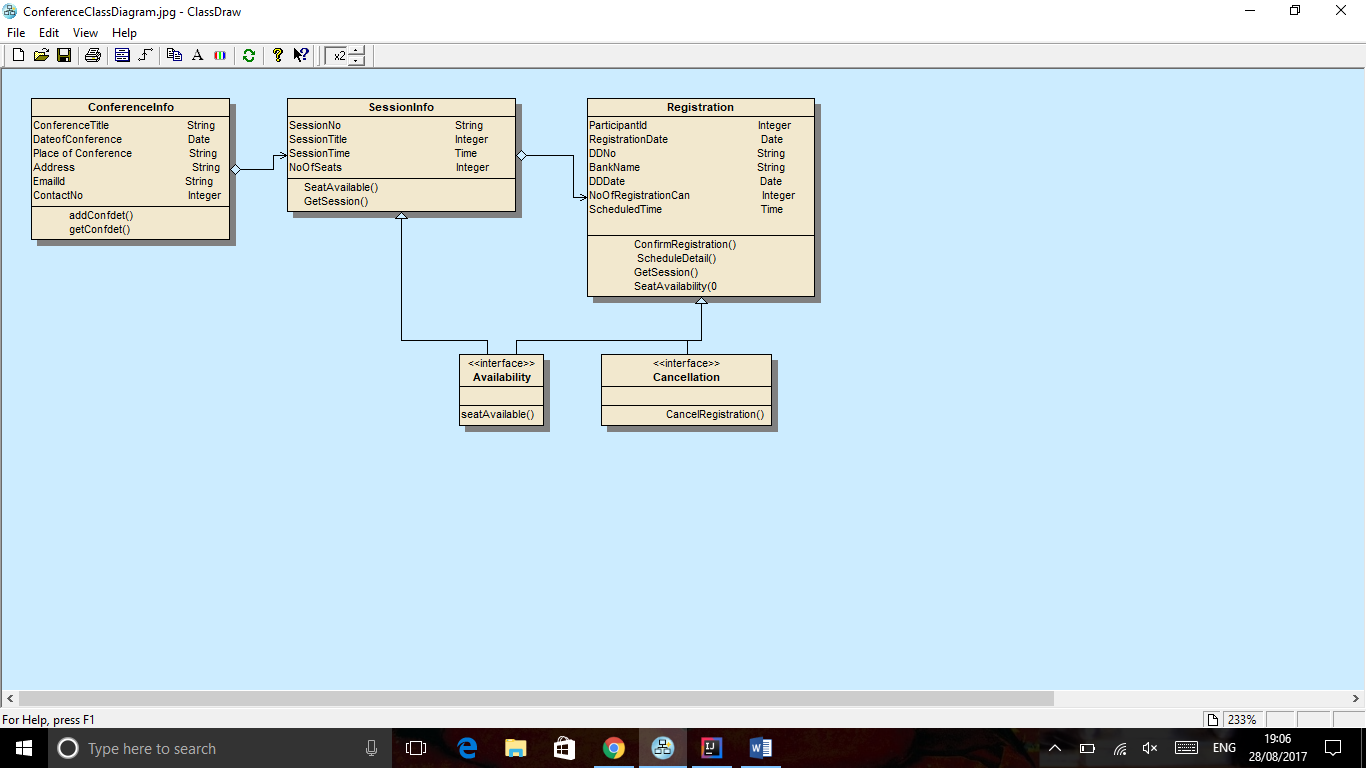 ConferenceClassDiagram.jpg - ClassDraw
File Edit View Help
x2
ConferenceInfo
ConferenceTitle String
DateofConference Date
Place of Conference String
Address String
EmailId String
ContactNo Integer
addConfdet()
getConfdet()
SessionInfo
SessionNo String
SessionTitle Integer
SessionTime Time
NoOfSeats Integer
SeatAvailable()
GetSession()
Registration
ParticipantId Integer
RegistrationDate Date
DDNo String
BankName String
DDDate Date
NoOfRegistrationCan Integer
ScheduledTime Time
ConfirmRegistration()
ScheduleDetail()
GetSession()
SeatAvailability(0
<<interface>>
Availability
seatAvailable()
<<interface>>
Cancellation
CancelRegistration()
For Help, press F1
233%
Type here to search
ENG
19:06
28/08/2017